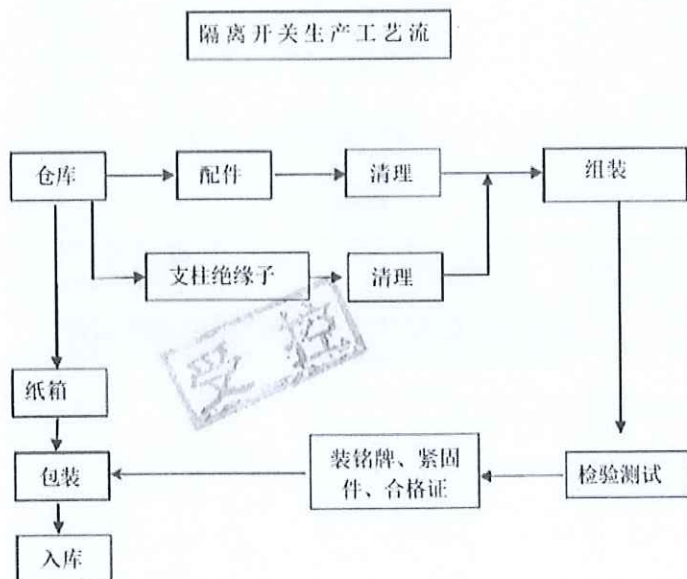 隔离开关生产工艺流
仓库
配件
清理
组装
支柱绝缘子
清理
受控
纸箱
包装
装铭牌、紧固
件、合格证
检验测试
入库